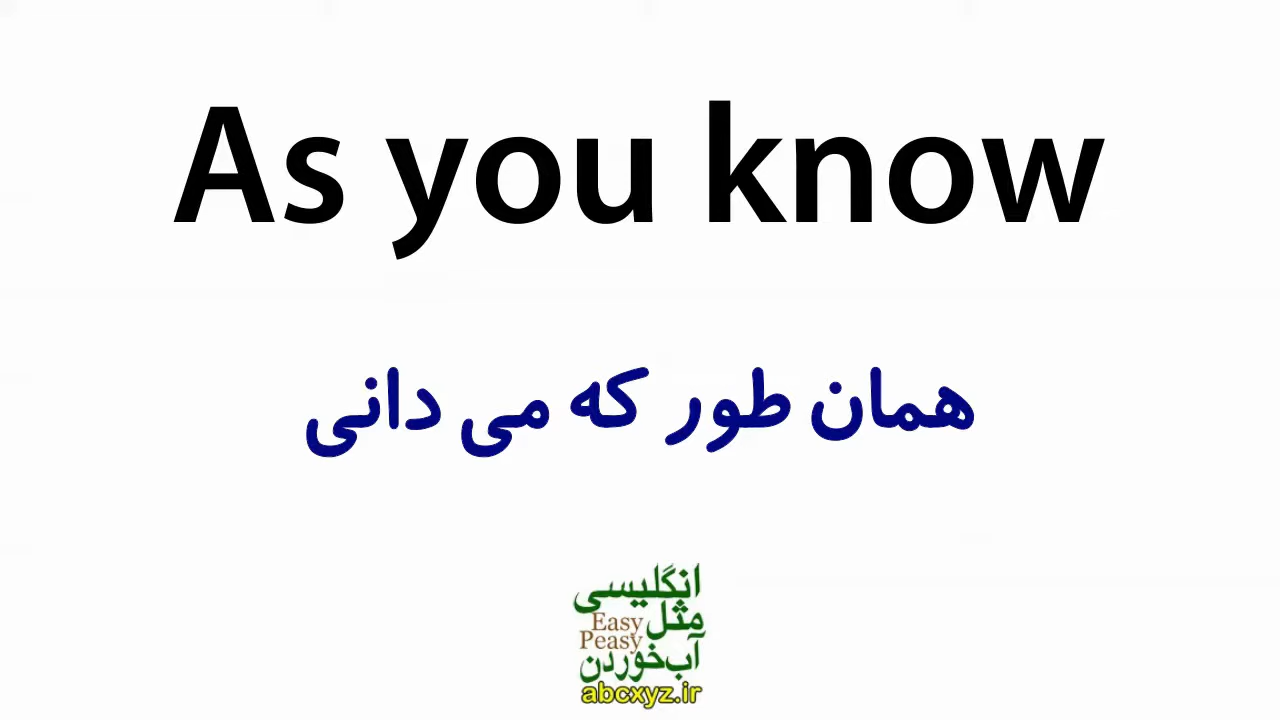 As you know
همان طور که می دانی
انگلیسی
مثل Easy
Peasy
آب خوردن
abcxyz.ir